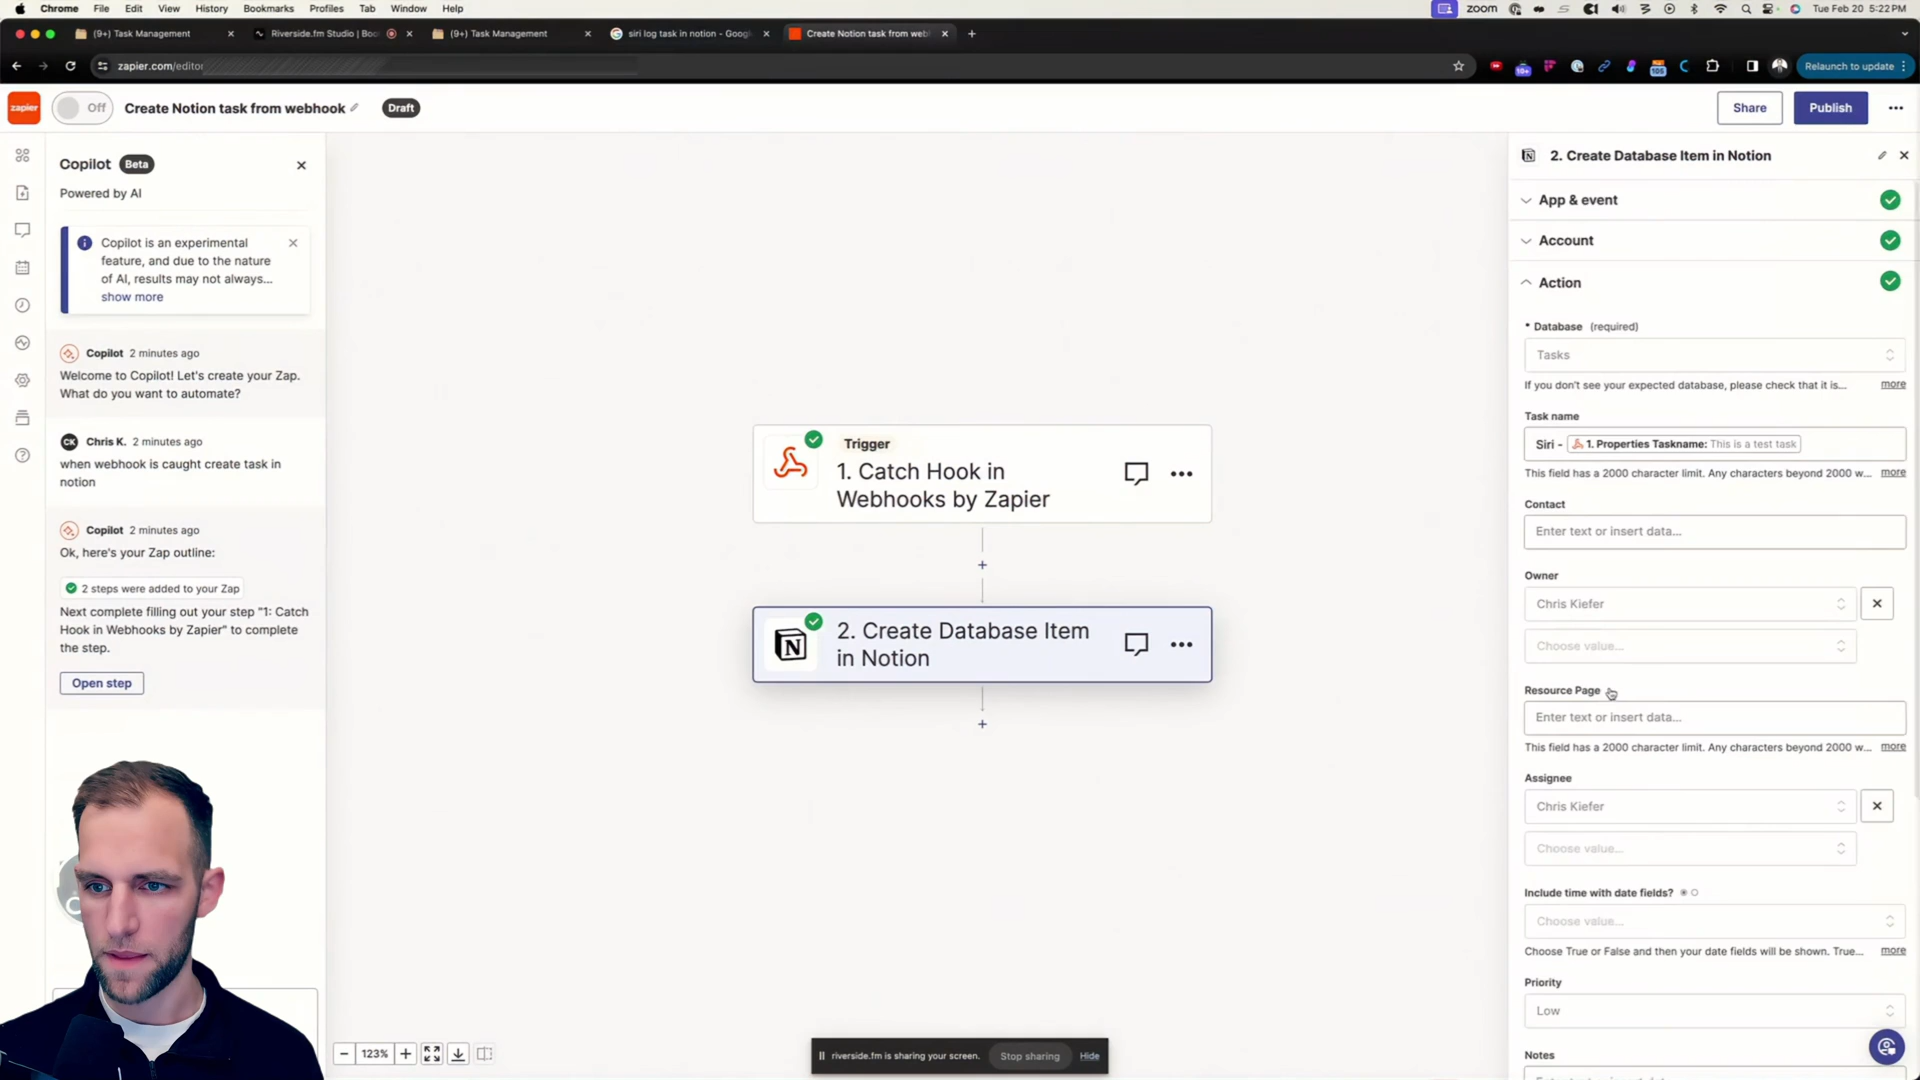 Chrome File Edit View History Bookmarks Profiles Tab Window Help
zoom
Tue Feb 20 5:22 PM
(9+) Task Management
Riverside.fm Studio | Boo
(9+) Task Management
siri log task in notion - Goog
Create Notion task from web
zapier.com/editor
Relaunch to update
zapier
Off
Create Notion task from webhook
Draft
Share
Publish
Copilot Beta
Powered by AI
Copilot is an experimental
feature, and due to the nature
of AI, results may not always...
show more
Copilot 2 minutes ago
Welcome to Copilot! Let's create your Zap.
What do you want to automate?
CK Chris K. 2 minutes ago
when webhook is caught create task in
notion
Copilot 2 minutes ago
Ok, here's your Zap outline:
2 steps were added to your Zap
Next complete filling out your step "1: Catch
Hook in Webhooks by Zapier" to complete
the step.
Open step
Trigger
1. Catch Hook in
Webhooks by Zapier
2. Create Database Item
in Notion
123%
riverside.fm is sharing your screen.
Stop sharing
Hide
2. Create Database Item in Notion
App & event
Account
Action
* Database (required)
Tasks
If you don't see your expected database, please check that it is... more
Task name
Siri - 1. Properties Taskname: This is a test task
This field has a 2000 character limit. Any characters beyond 2000 w... more
Contact
Enter text or insert data...
Owner
Chris Kiefer
Choose value...
Resource Page
Enter text or insert data...
This field has a 2000 character limit. Any characters beyond 2000 w... more
Assignee
Chris Kiefer
Choose value...
Include time with date fields?
Choose value...
Choose True or False and then your date fields will be shown. True... more
Priority
Low
Notes